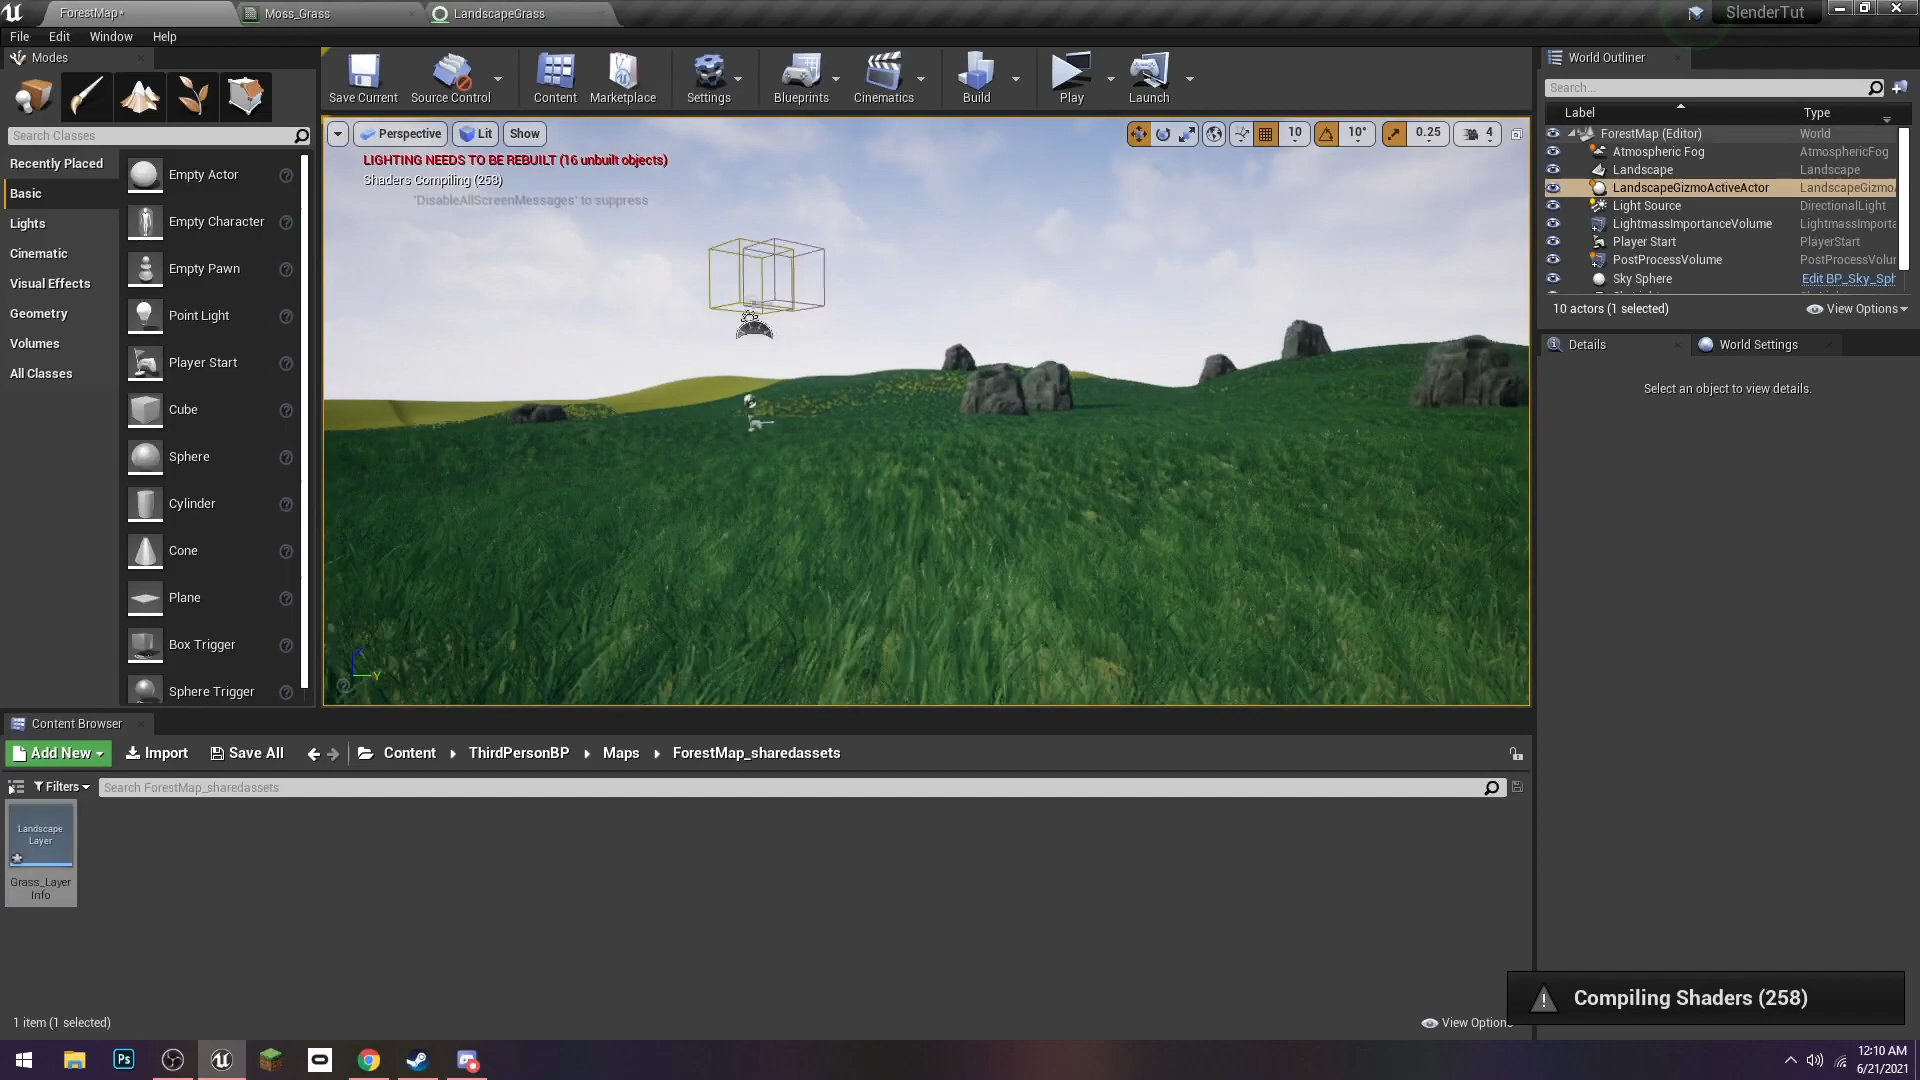 ForestMap*
Moss_Grass
LandscapeGrass
SlenderTut
File Edit Window Help
Modes
Save Current
Source Control
Content
Marketplace
Settings
Blueprints
Cinematics
Build
Play
Launch
World Outliner
Search...
Label Type
Search Classes
Recently Placed
Basic
Lights
Cinematic
Visual Effects
Geometry
Volumes
All Classes
Empty Actor
Empty Character
Empty Pawn
Point Light
Player Start
Cube
Sphere
Cylinder
Cone
Plane
Box Trigger
Sphere Trigger
Perspective Lit Show
10 10° 0.25 4
LIGHTING NEEDS TO BE REBUILT (16 unbuilt objects)
Shaders Compiling (258)
'DisableAllScreenMessages' to suppress
ForestMap (Editor) World
Atmospheric Fog AtmosphericFog
Landscape Landscape
LandscapeGizmoActiveActor LandscapeGizmo
Light Source DirectionalLight
LightmassImportanceVolume LightmassImporta
Player Start PlayerStart
PostProcessVolume PostProcessVolur
Sky Sphere Edit BP_Sky_Sph
10 actors (1 selected) View Options
Details World Settings
Select an object to view details.
Content Browser
Add New Import Save All Content ThirdPersonBP Maps ForestMap_sharedassets
Filters Search ForestMap_sharedassets
Landscape
Layer
Grass_Layer
Info
1 item (1 selected)
View Option
Compiling Shaders (258)
Ps
12:10 AM
6/21/2021